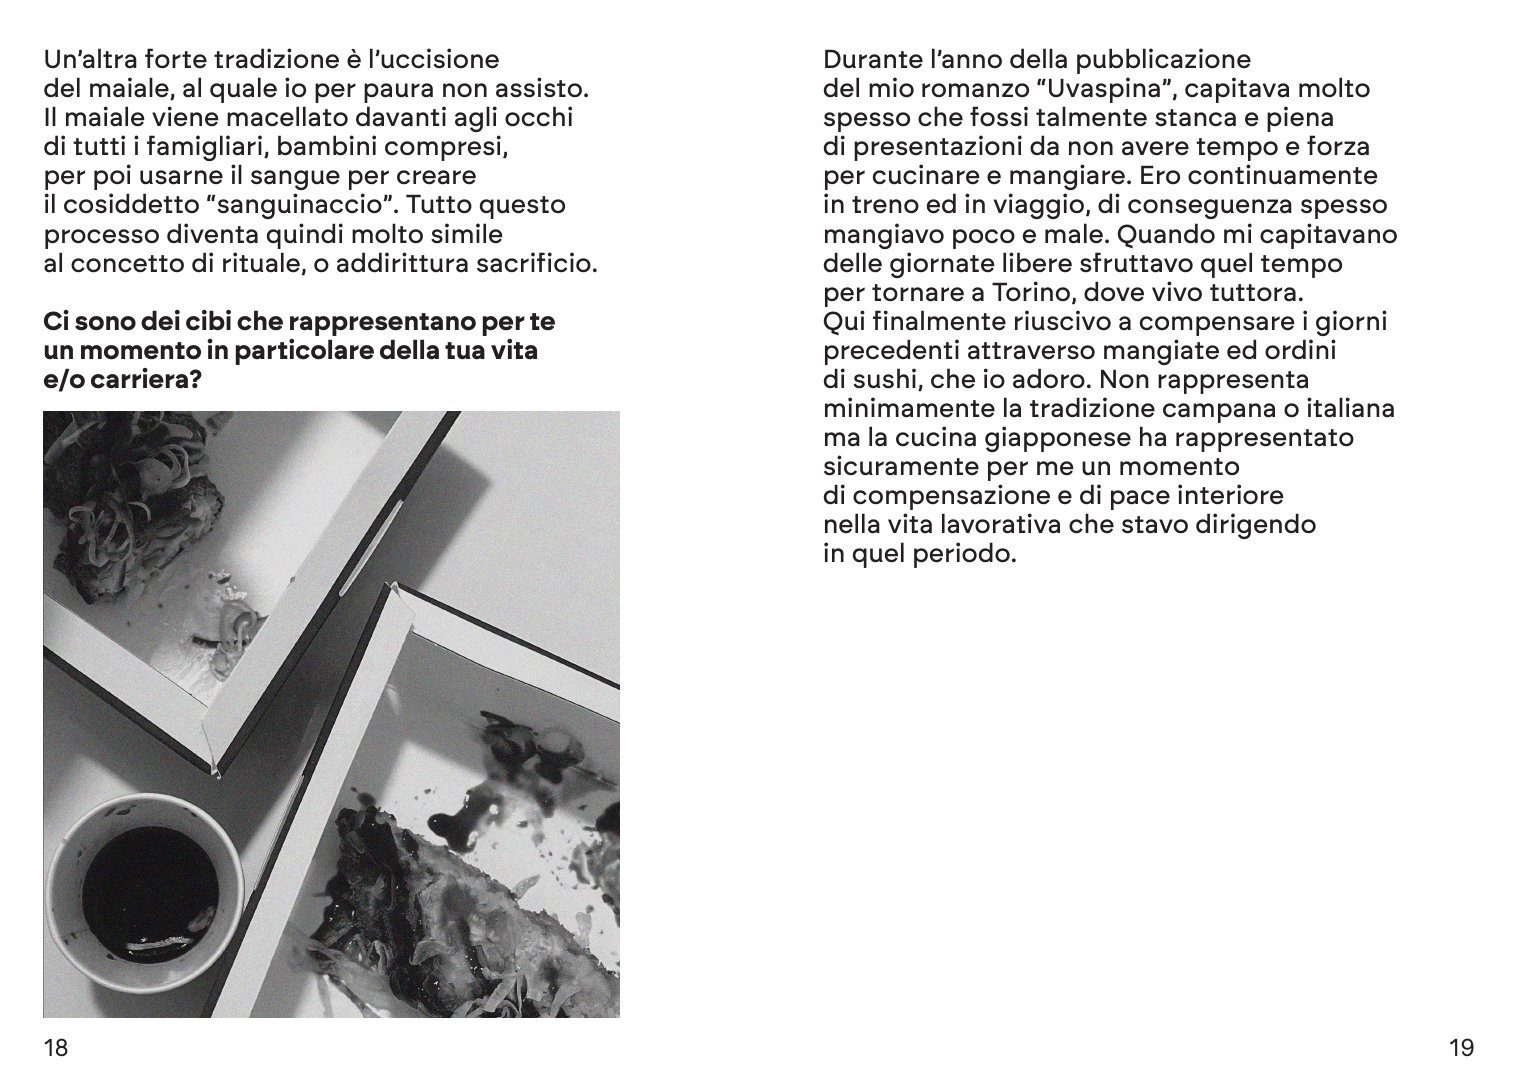 Un’altra forte tradizione è l’uccisione
del maiale, al quale io per paura non assisto.
Il maiale viene macellato davanti agli occhi
di tutti i famigliari, bambini compresi,
per poi usarne il sangue per creare
il cosiddetto “sanguinaccio”. Tutto questo
processo diventa quindi molto simile
al concetto di rituale, o addirittura sacrificio.
Ci sono dei cibi che rappresentano per te
un momento in particolare della tua vita
e/o carriera?
18
Durante l’anno della pubblicazione
del mio romanzo “Uvaspina”, capitava molto
spesso che fossi talmente stanca e piena
di presentazioni da non avere tempo e forza
per cucinare e mangiare. Ero continuamente
in treno ed in viaggio, di conseguenza spesso
mangiavo poco e male. Quando mi capitavano
delle giornate libere sfruttavo quel tempo
per tornare a Torino, dove vivo tuttora.
Qui finalmente riuscivo a compensare i giorni
precedenti attraverso mangiate ed ordini
di sushi, che io adoro. Non rappresenta
minimamente la tradizione campana o italiana
ma la cucina giapponese ha rappresentato
sicuramente per me un momento
di compensazione e di pace interiore
nella vita lavorativa che stavo dirigendo
in quel periodo.
19